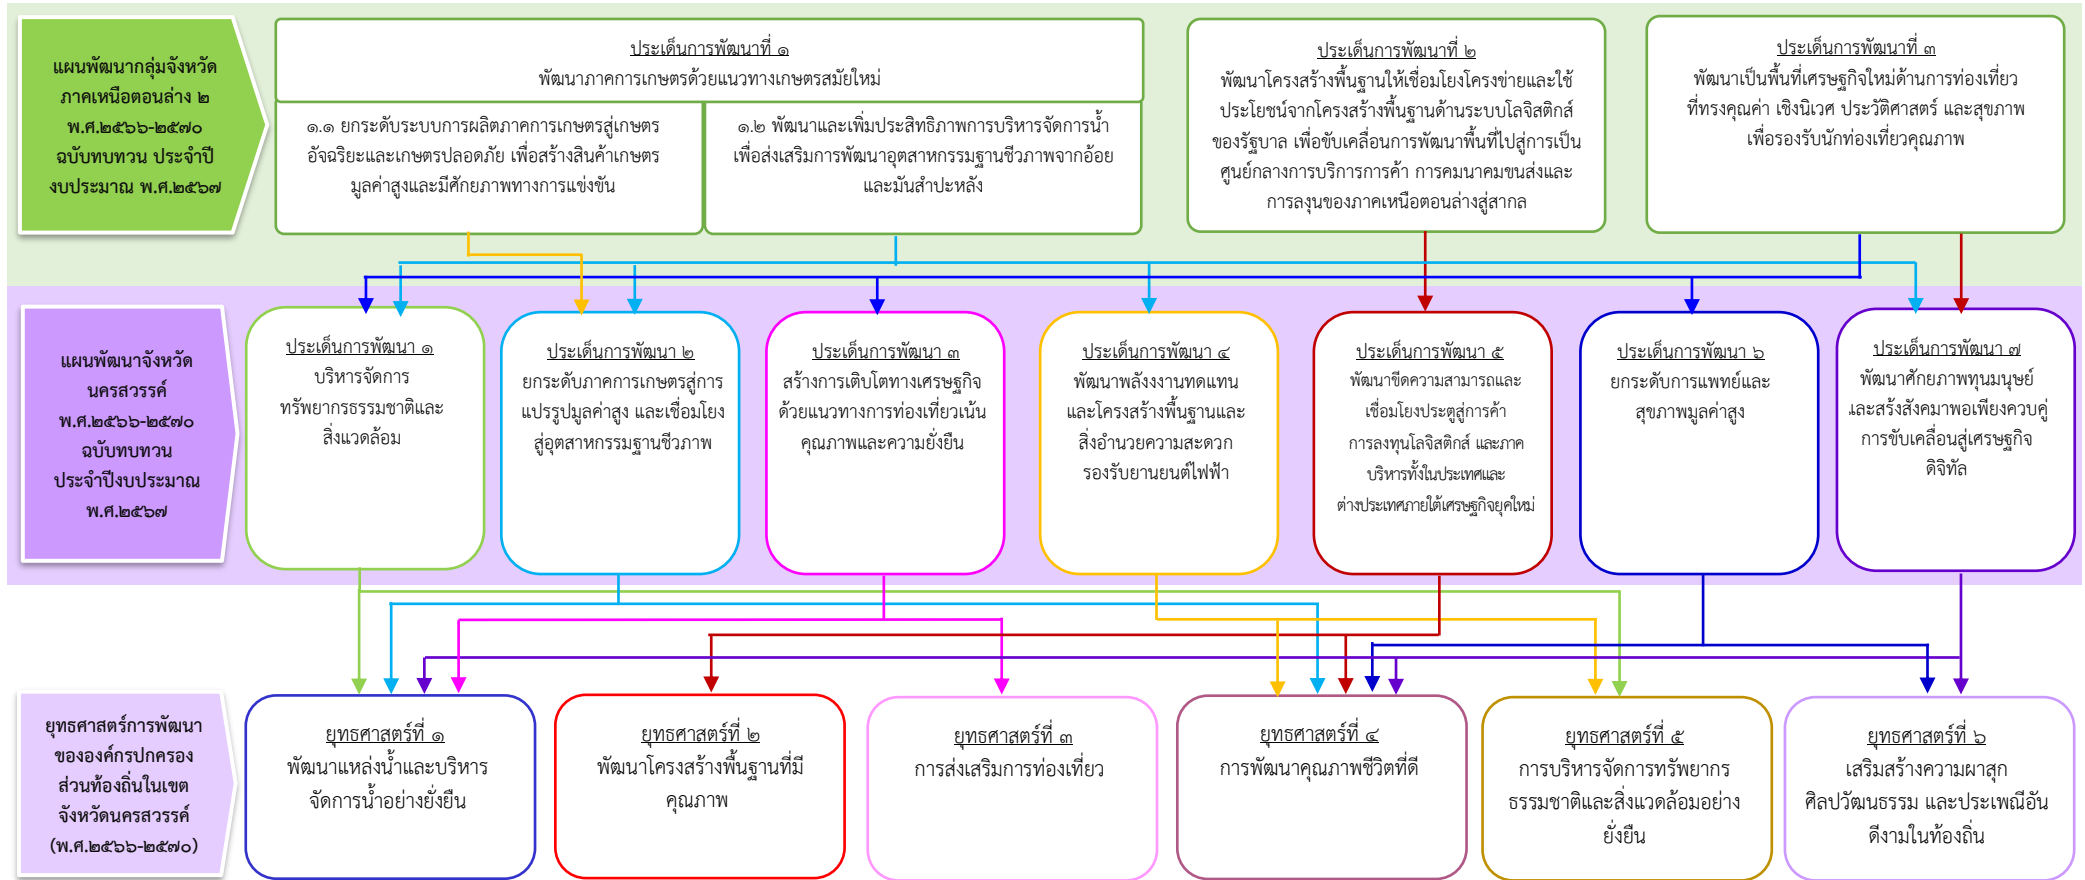 แผนพัฒนากลุ่มจังหวัด
ภาคเหนือตอนล่าง ๒
พ.ศ.๒๕๖๖-๒๕๗๐
ฉบับทบทวน ประจำปี
งบประมาณ พ.ศ.๒๕๖๗
ประเด็นการพัฒนาที่ ๑
พัฒนาภาคการเกษตรด้วยแนวทางเกษตรสมัยใหม่
๑.๑ ยกระดับระบบการผลิตภาคการเกษตรสู่เกษตร
อัจฉริยะและเกษตรปลอดภัย เพื่อสร้างสินค้าเกษตร
มูลค่าสูงและมีศักยภาพทางการแข่งขัน
๑.๒ พัฒนาและเพิ่มประสิทธิภาพการบริหารจัดการน้ำ
เพื่อส่งเสริมการพัฒนาอุตสาหกรรมฐานชีวภาพจากอ้อย
และมันสำปะหลัง
ประเด็นการพัฒนาที่ ๒
พัฒนาโครงสร้างพื้นฐานให้เชื่อมโยงโครงข่ายและใช้
ประโยชน์จากโครงสร้างพื้นฐานด้านระบบโลจิสติกส์
ของรัฐบาล เพื่อขับเคลื่อนการพัฒนาพื้นที่ไปสู่การเป็น
ศูนย์กลางการบริการการค้า การคมนาคมขนส่งและ
การลงุนของภาคเหนือตอนล่างสู่สากล
ประเด็นการพัฒนาที่ ๓
พัฒนาเป็นพื้นที่เศรษฐกิจใหม่ด้านการท่องเที่ยว
ที่ทรงคุณค่า เชิงนิเวศ ประวัติศาสตร์ และสุขภาพ
เพื่อรองรับนักท่องเที่ยวคุณภาพ
แผนพัฒนาจังหวัด
นครสวรรค์
พ.ศ.๒๕๖๖-๒๕๗๐
ฉบับทบทวน
ประจำปีงบประมาณ
พ.ศ.๒๕๖๗
ประเด็นการพัฒนา ๑
บริหารจัดการ
ทรัพยากรธรรมชาติและ
สิ่งแวดล้อม
ประเด็นการพัฒนา ๒
ยกระดับภาคการเกษตรสู่การ
แปรรูปมูลค่าสูง และเชื่อมโยง
สู่อุตสาหกรรมฐานชีวภาพ
ประเด็นการพัฒนา ๓
สร้างการเติบโตทางเศรษฐกิจ
ด้วยแนวทางการท่องเที่ยวเน้น
คุณภาพและความยั่งยืน
ประเด็นการพัฒนา ๔
พัฒนาพลังงานทดแทน
และโครงสร้างพื้นฐานและ
สิ่งอำนวยความสะดวก
รองรับยานยนต์ไฟฟ้า
ประเด็นการพัฒนา ๕
พัฒนาขีดความสามารถและ
เชื่อมโยงประตูสู่การค้า
การลงทุนโลจิสติกส์ และภาค
บริหารทั้งในประเทศและ
ต่างประเทศภายใต้เศรษฐกิจยุคใหม่
ประเด็นการพัฒนา ๖
ยกระดับการแพทย์และ
สุขภาพมูลค่าสูง
ประเด็นการพัฒนา ๗
พัฒนาศักยภาพทุนมนุษย์
และสร้งสังคมาพอเพียงควบคู่
การขับเคลื่อนสู่เศรษฐกิจ
ดิจิทัล
ยุทธศาสตร์การพัฒนา
ขององค์กรปกครอง
ส่วนท้องถิ่นในเขต
จังหวัดนครสวรรค์
(พ.ศ.๒๕๖๖-๒๕๗๐)
ยุทธศาสตร์ที่ ๑
พัฒนาแหล่งน้ำและบริหาร
จัดการน้ำอย่างยั่งยืน
ยุทธศาสตร์ที่ ๒
พัฒนาโครงสร้างพื้นฐานที่มี
คุณภาพ
ยุทธศาสตร์ที่ ๓
การส่งเสริมการท่องเที่ยว
ยุทธศาสตร์ที่ ๔
การพัฒนาคุณภาพชีวิตที่ดี
ยุทธศาสตร์ที่ ๕
การบริหารจัดการทรัพยากร
ธรรมชาติและสิ่งแวดล้อมอย่าง
ยั่งยืน
ยุทธศาสตร์ที่ ๖
เสริมสร้างความผาสุก
ศิลปวัฒนธรรม และประเพณีอัน
ดีงามในท้องถิ่น